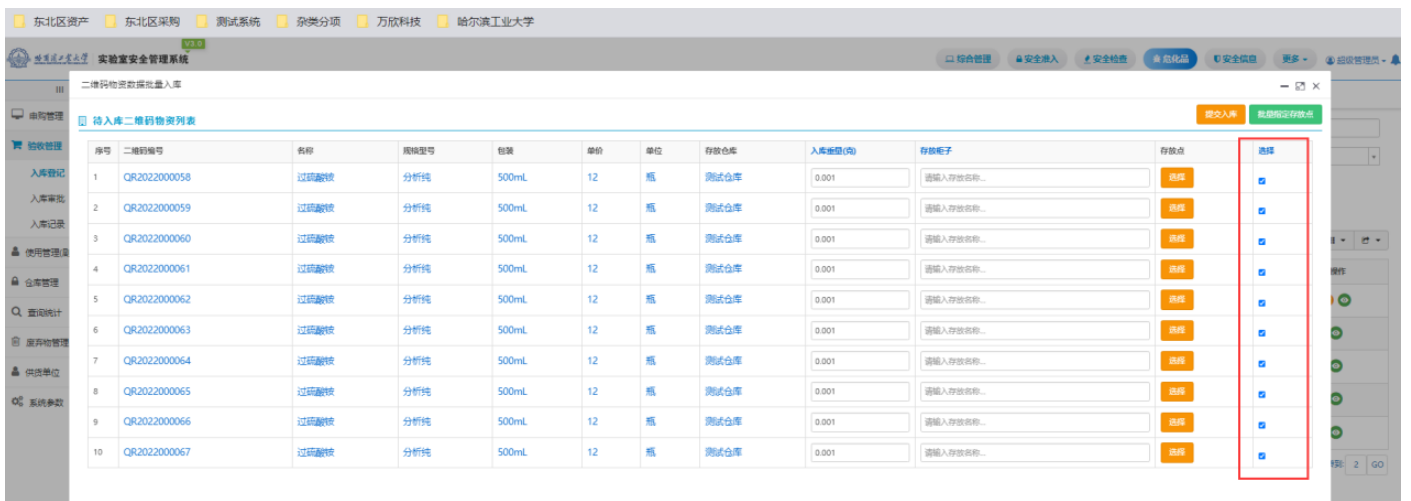 东北区资产 东北区采购 测试系统 杂类分项 万欣科技 哈尔滨工业大学
哈尔滨工业大学 实验室安全管理系统 V3.0 综合管理 安全准入 安全检查 危化品 安全信息 更多 超级管理员
二维码物资数据批量入库
申购管理
待入库二维码物资列表 提交入库 批量指定存放点
验收管理
序号 二维码编号 名称 规格型号 包装 单价 单位 存放仓库 入库重量(克) 存放柜子 存放点 选择
入库登记
1 QR2022000058 过硫酸铵 分析纯 500mL 12 瓶 测试仓库 0.001 请输入存放名称... 选择
入库审批
2 QR2022000059 过硫酸铵 分析纯 500mL 12 瓶 测试仓库 0.001 请输入存放名称... 选择
入库记录
3 QR2022000060 过硫酸铵 分析纯 500mL 12 瓶 测试仓库 0.001 请输入存放名称... 选择
使用管理
4 QR2022000061 过硫酸铵 分析纯 500mL 12 瓶 测试仓库 0.001 请输入存放名称... 选择
操作
仓库管理
5 QR2022000062 过硫酸铵 分析纯 500mL 12 瓶 测试仓库 0.001 请输入存放名称... 选择
查询统计
6 QR2022000063 过硫酸铵 分析纯 500mL 12 瓶 测试仓库 0.001 请输入存放名称... 选择
废弃物管理
7 QR2022000064 过硫酸铵 分析纯 500mL 12 瓶 测试仓库 0.001 请输入存放名称... 选择
供货单位
8 QR2022000065 过硫酸铵 分析纯 500mL 12 瓶 测试仓库 0.001 请输入存放名称... 选择
系统参数
9 QR2022000066 过硫酸铵 分析纯 500mL 12 瓶 测试仓库 0.001 请输入存放名称... 选择
10 QR2022000067 过硫酸铵 分析纯 500mL 12 瓶 测试仓库 0.001 请输入存放名称... 选择
2 GO